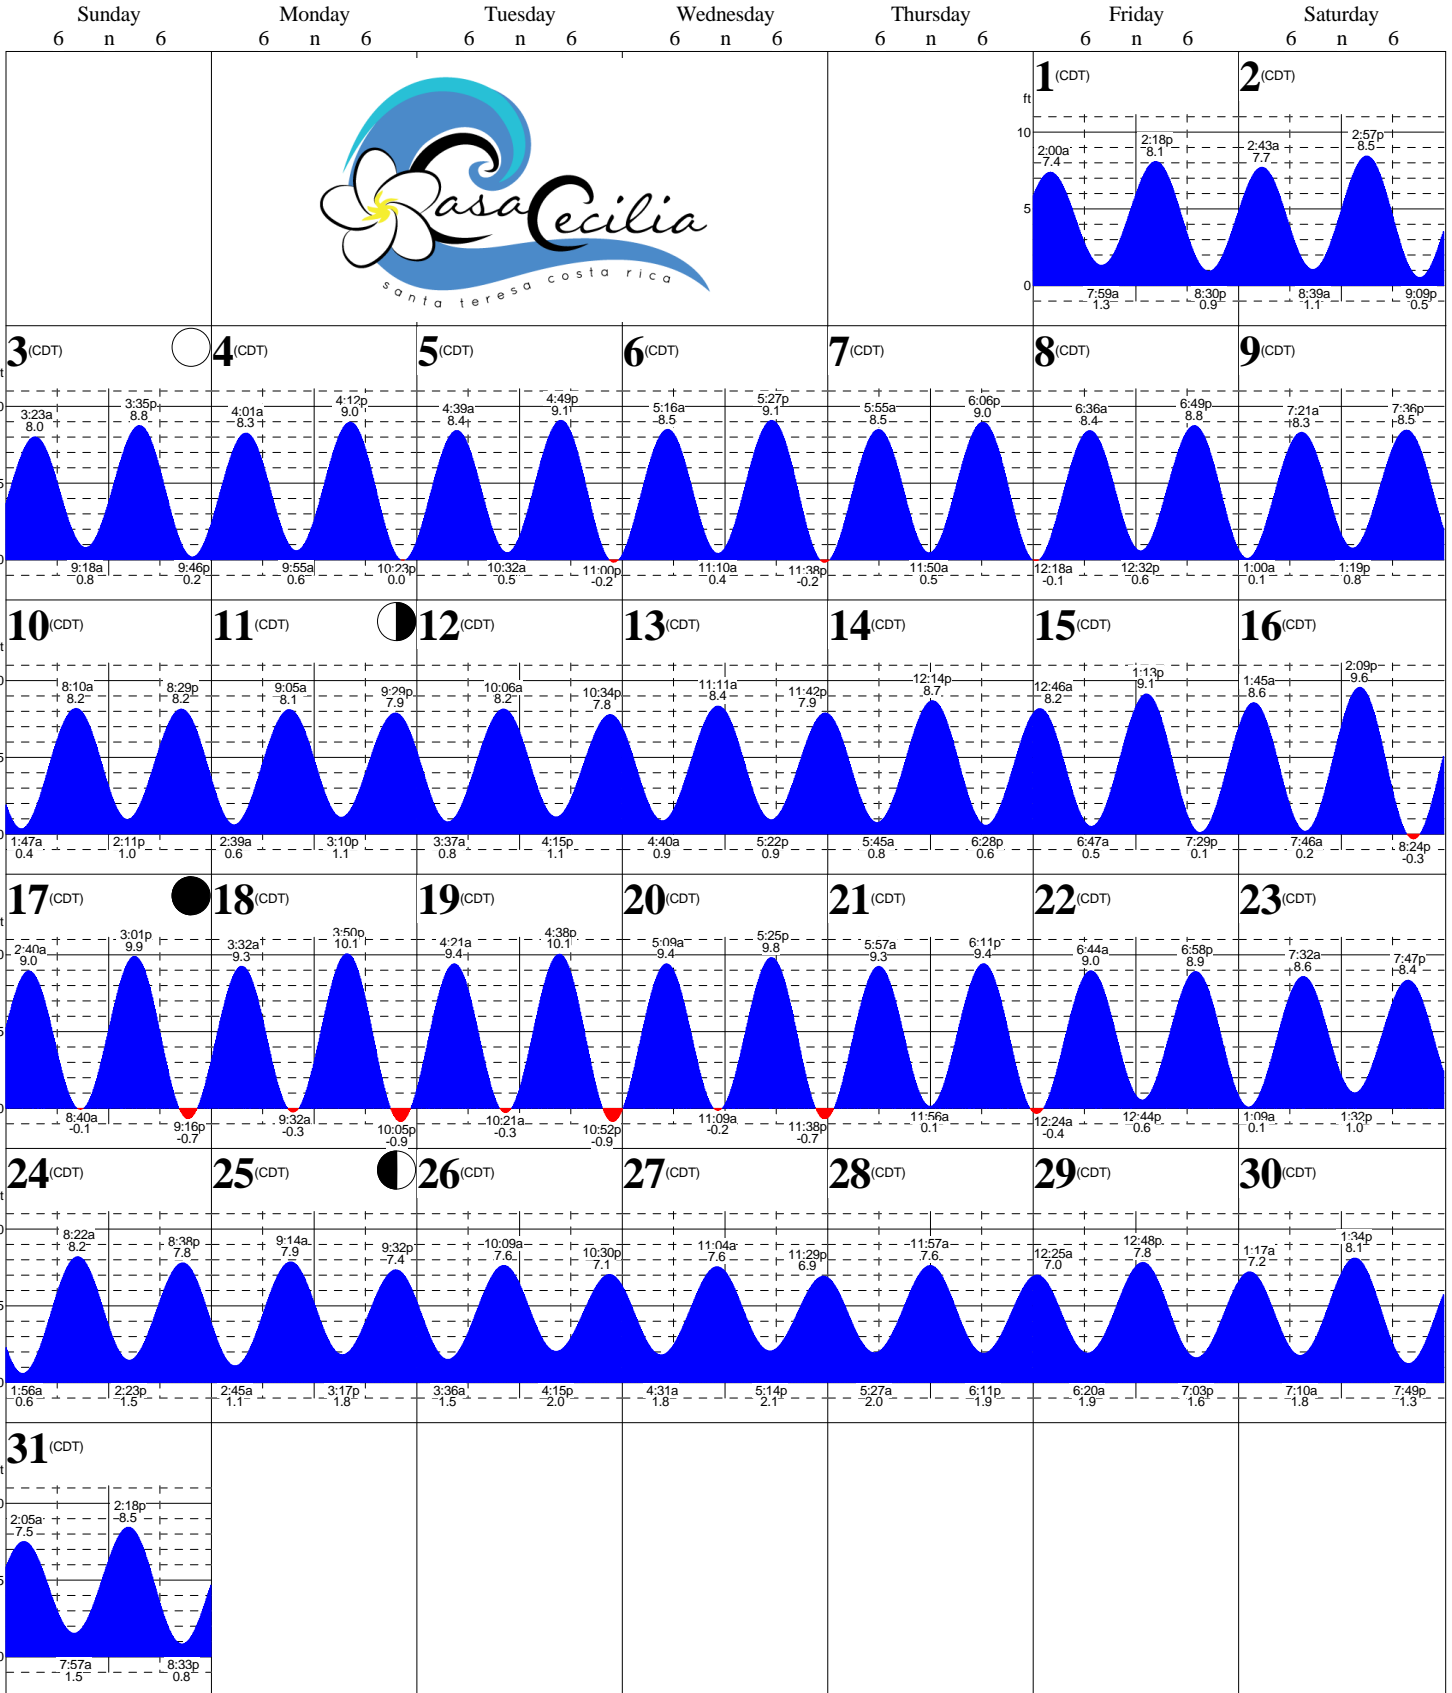 Sunday Monday Tuesday Wednesday Thursday Friday Saturday
6 n 6 6 n 6 6 n 6 6 n 6 6 n 6 6 n 6 6 n 6
Casa Cecilia
santa teresa costa rica
1 (CDT) 2 (CDT)
ft
10
5
0
2:00a 2:18p 2:43a 2:57p
7.4 8.1 7.7 8.5
7:59a 8:30p 8:39a 9:09p
1.3 0.9 1.1 0.5
3 (CDT) 4 (CDT) 5 (CDT) 6 (CDT) 7 (CDT) 8 (CDT) 9 (CDT)
3:23a 3:35p 4:01a 4:12p 4:39a 4:49p 5:16a 5:27p 5:55a 6:06p 6:36a 6:49p 7:21a 7:36p
8.0 8.8 8.3 9.0 8.4 9.1 8.5 9.1 8.5 9.0 8.4 8.8 8.3 8.5
9:18a 9:46p 9:55a 10:23p 10:32a 11:00p 11:10a 11:38p 11:50a 12:18a 12:32p 1:00a 1:19p
0.8 0.2 0.6 0.0 0.5 -0.2 0.4 -0.2 0.5 -0.1 0.6 0.1 0.8
10 (CDT) 11 (CDT) 12 (CDT) 13 (CDT) 14 (CDT) 15 (CDT) 16 (CDT)
8:10a 8:29p 9:05a 9:29p 10:06a 10:34p 11:11a 11:42p 12:14p 12:46a 1:13p 1:45a 2:09p
8.2 8.2 8.1 7.9 8.2 7.8 8.4 7.9 8.7 8.2 9.1 8.6 9.6
1:47a 2:11p 2:39a 3:10p 3:37a 4:15p 4:40a 5:22p 5:45a 6:28p 6:47a 7:29p 7:46a 8:24p
0.4 1.0 0.6 1.1 0.8 1.1 0.9 0.9 0.8 0.6 0.5 0.1 0.2 -0.3
17 (CDT) 18 (CDT) 19 (CDT) 20 (CDT) 21 (CDT) 22 (CDT) 23 (CDT)
2:40a 3:01p 3:32a 3:50p 4:21a 4:38p 5:09a 5:25p 5:57a 6:11p 6:44a 6:58p 7:32a 7:47p
9.0 9.9 9.3 10.1 9.4 10.1 9.4 9.8 9.3 9.4 9.0 8.9 8.6 8.4
8:40a 9:16p 9:32a 10:05p 10:21a 10:52p 11:09a 11:38p 11:56a 12:24a 12:44p 1:09a 1:32p
-0.1 -0.7 -0.3 -0.9 -0.3 -0.9 -0.2 -0.7 0.1 -0.4 0.6 0.1 1.0
24 (CDT) 25 (CDT) 26 (CDT) 27 (CDT) 28 (CDT) 29 (CDT) 30 (CDT)
8:22a 8:38p 9:14a 9:32p 10:09a 10:30p 11:04a 11:29p 11:57a 12:25a 12:48p 1:17a 1:34p
8.2 7.8 7.9 7.4 7.6 7.1 7.6 6.9 7.6 7.0 7.8 7.2 8.1
1:56a 2:23p 2:45a 3:17p 3:36a 4:15p 4:31a 5:14p 5:27a 6:11p 6:20a 7:03p 7:10a 7:49p
0.6 1.5 1.1 1.8 1.5 2.0 1.8 2.1 2.0 1.9 1.9 1.6 1.8 1.3
31 (CDT)
2:05a 2:18p
7.5 8.5
7:57a 8:33p
1.5 0.8